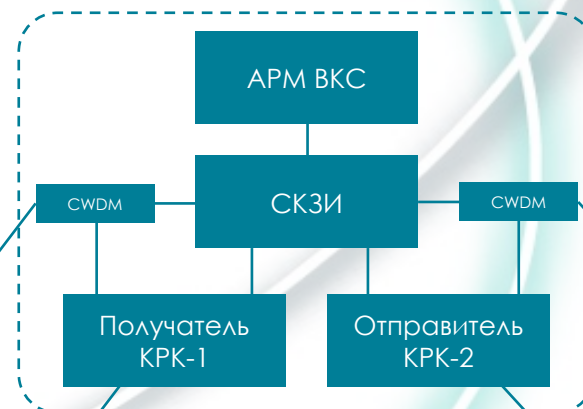 АРМ ВКС
CWDM
СКЗИ
CWDM
Получатель
КРК-1
Отправитель
КРК-2